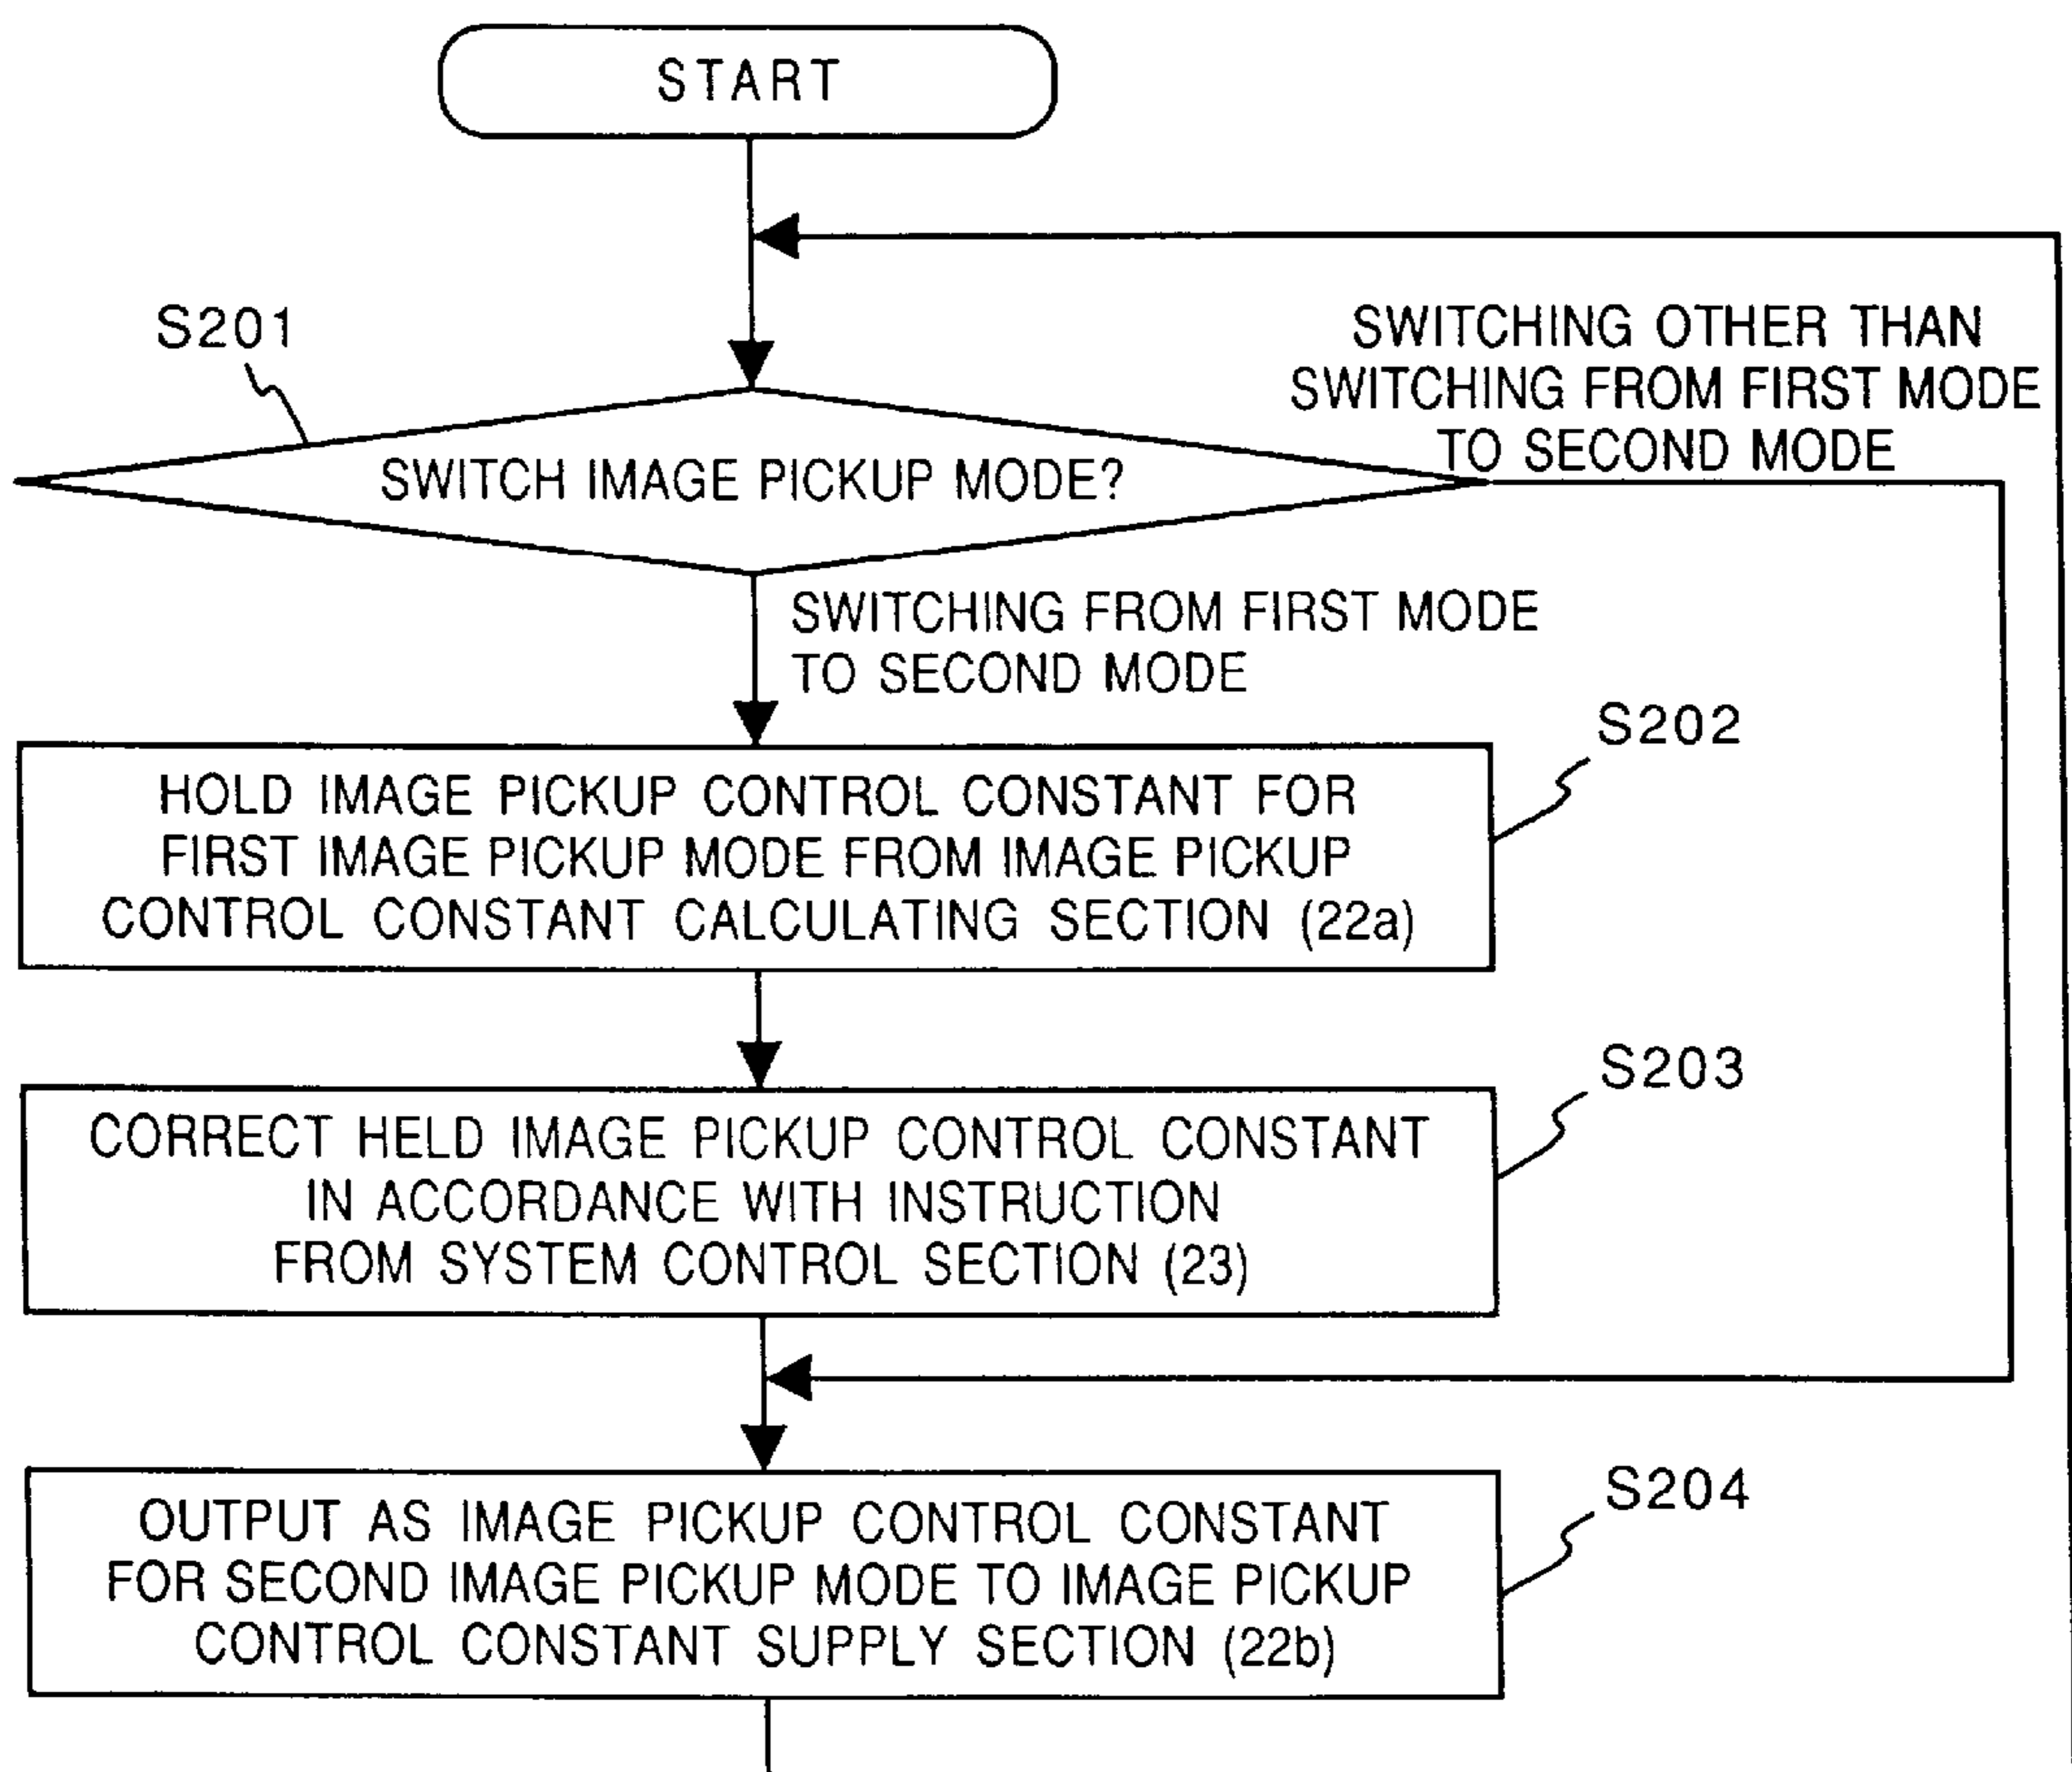 START
S201
SWITCHING OTHER THAN
SWITCHING FROM FIRST MODE
TO SECOND MODE
SWITCH IMAGE PICKUP MODE?
SWITCHING FROM FIRST MODE
TO SECOND MODE
S202
HOLD IMAGE PICKUP CONTROL CONSTANT FOR
FIRST IMAGE PICKUP MODE FROM IMAGE PICKUP
CONTROL CONSTANT CALCULATING SECTION (22a)
S203
CORRECT HELD IMAGE PICKUP CONTROL CONSTANT
IN ACCORDANCE WITH INSTRUCTION
FROM SYSTEM CONTROL SECTION (23)
S204
OUTPUT AS IMAGE PICKUP CONTROL CONSTANT
FOR SECOND IMAGE PICKUP MODE TO IMAGE PICKUP
CONTROL CONSTANT SUPPLY SECTION (22b)